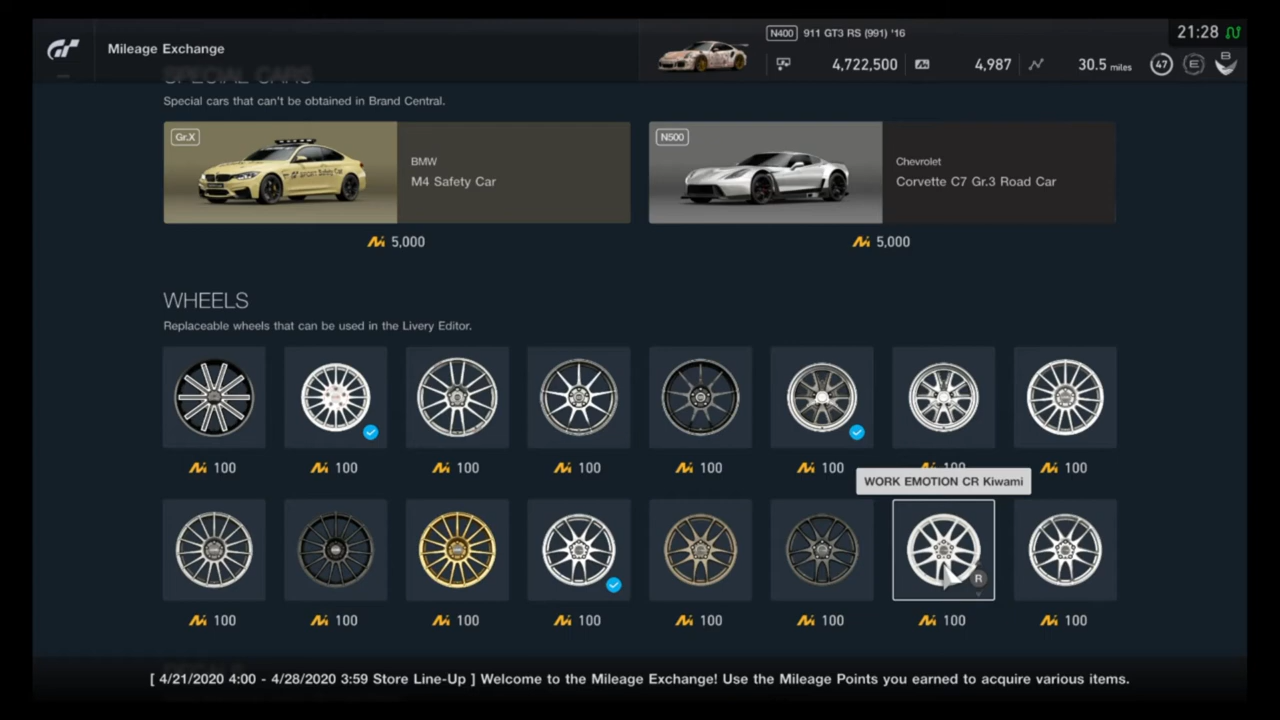 Mileage Exchange
N400 911 GT3 RS (991) '16
21:28
4,722,500 4,987 30.5 miles 47 E B
SPECIAL CARS
Special cars that can't be obtained in Brand Central.
Gr.X
BMW
M4 Safety Car
N500
Chevrolet
Corvette C7 Gr.3 Road Car
5,000 5,000
WHEELS
Replaceable wheels that can be used in the Livery Editor.
100 100 100 100 100 100 100 100
WORK EMOTION CR Kiwami
R
100 100 100 100 100 100 100 100
DECALS
[ 4/21/2020 4:00 - 4/28/2020 3:59 Store Line-Up ] Welcome to the Mileage Exchange! Use the Mileage Points you earned to acquire various items.